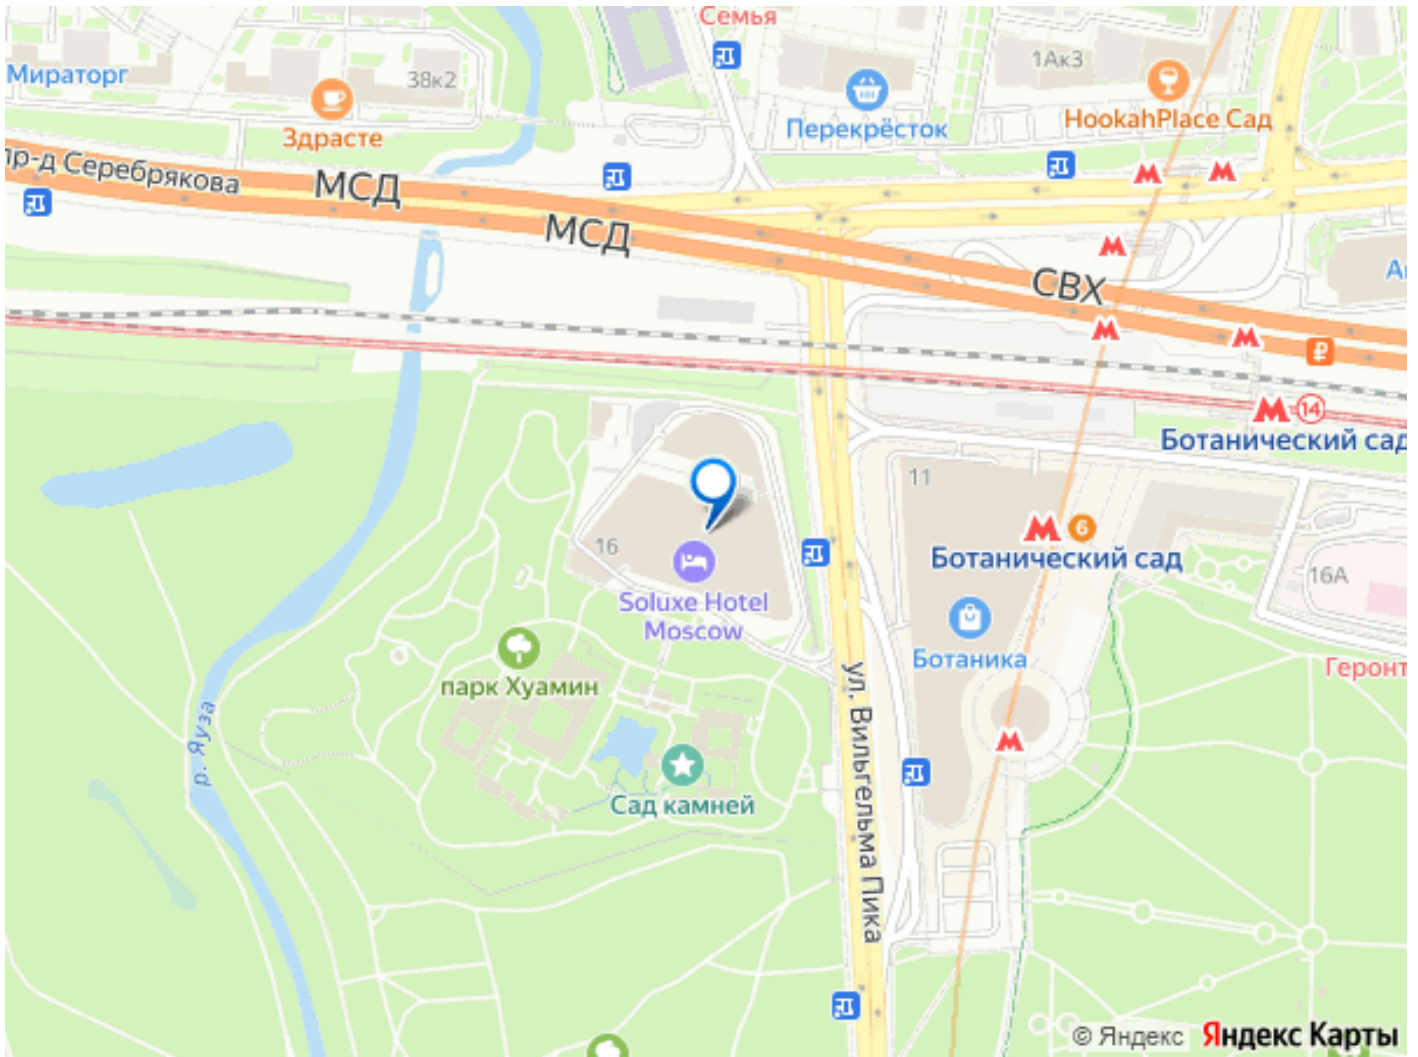 Семья
Мираторг
38к2
1Ак3
Здрасте
Перекрёсток
HookahPlace Сад
пр-д Серебрякова
МСД
МСД
СВХ
14
Ботанический сад
11
6
Ботанический сад
16
16А
Soluxe Hotel
Moscow
Ботаника
парк Хуамин
ул. Вильгельма Пика
р. Яуза
Сад камней
© Яндекс Яндекс Карты